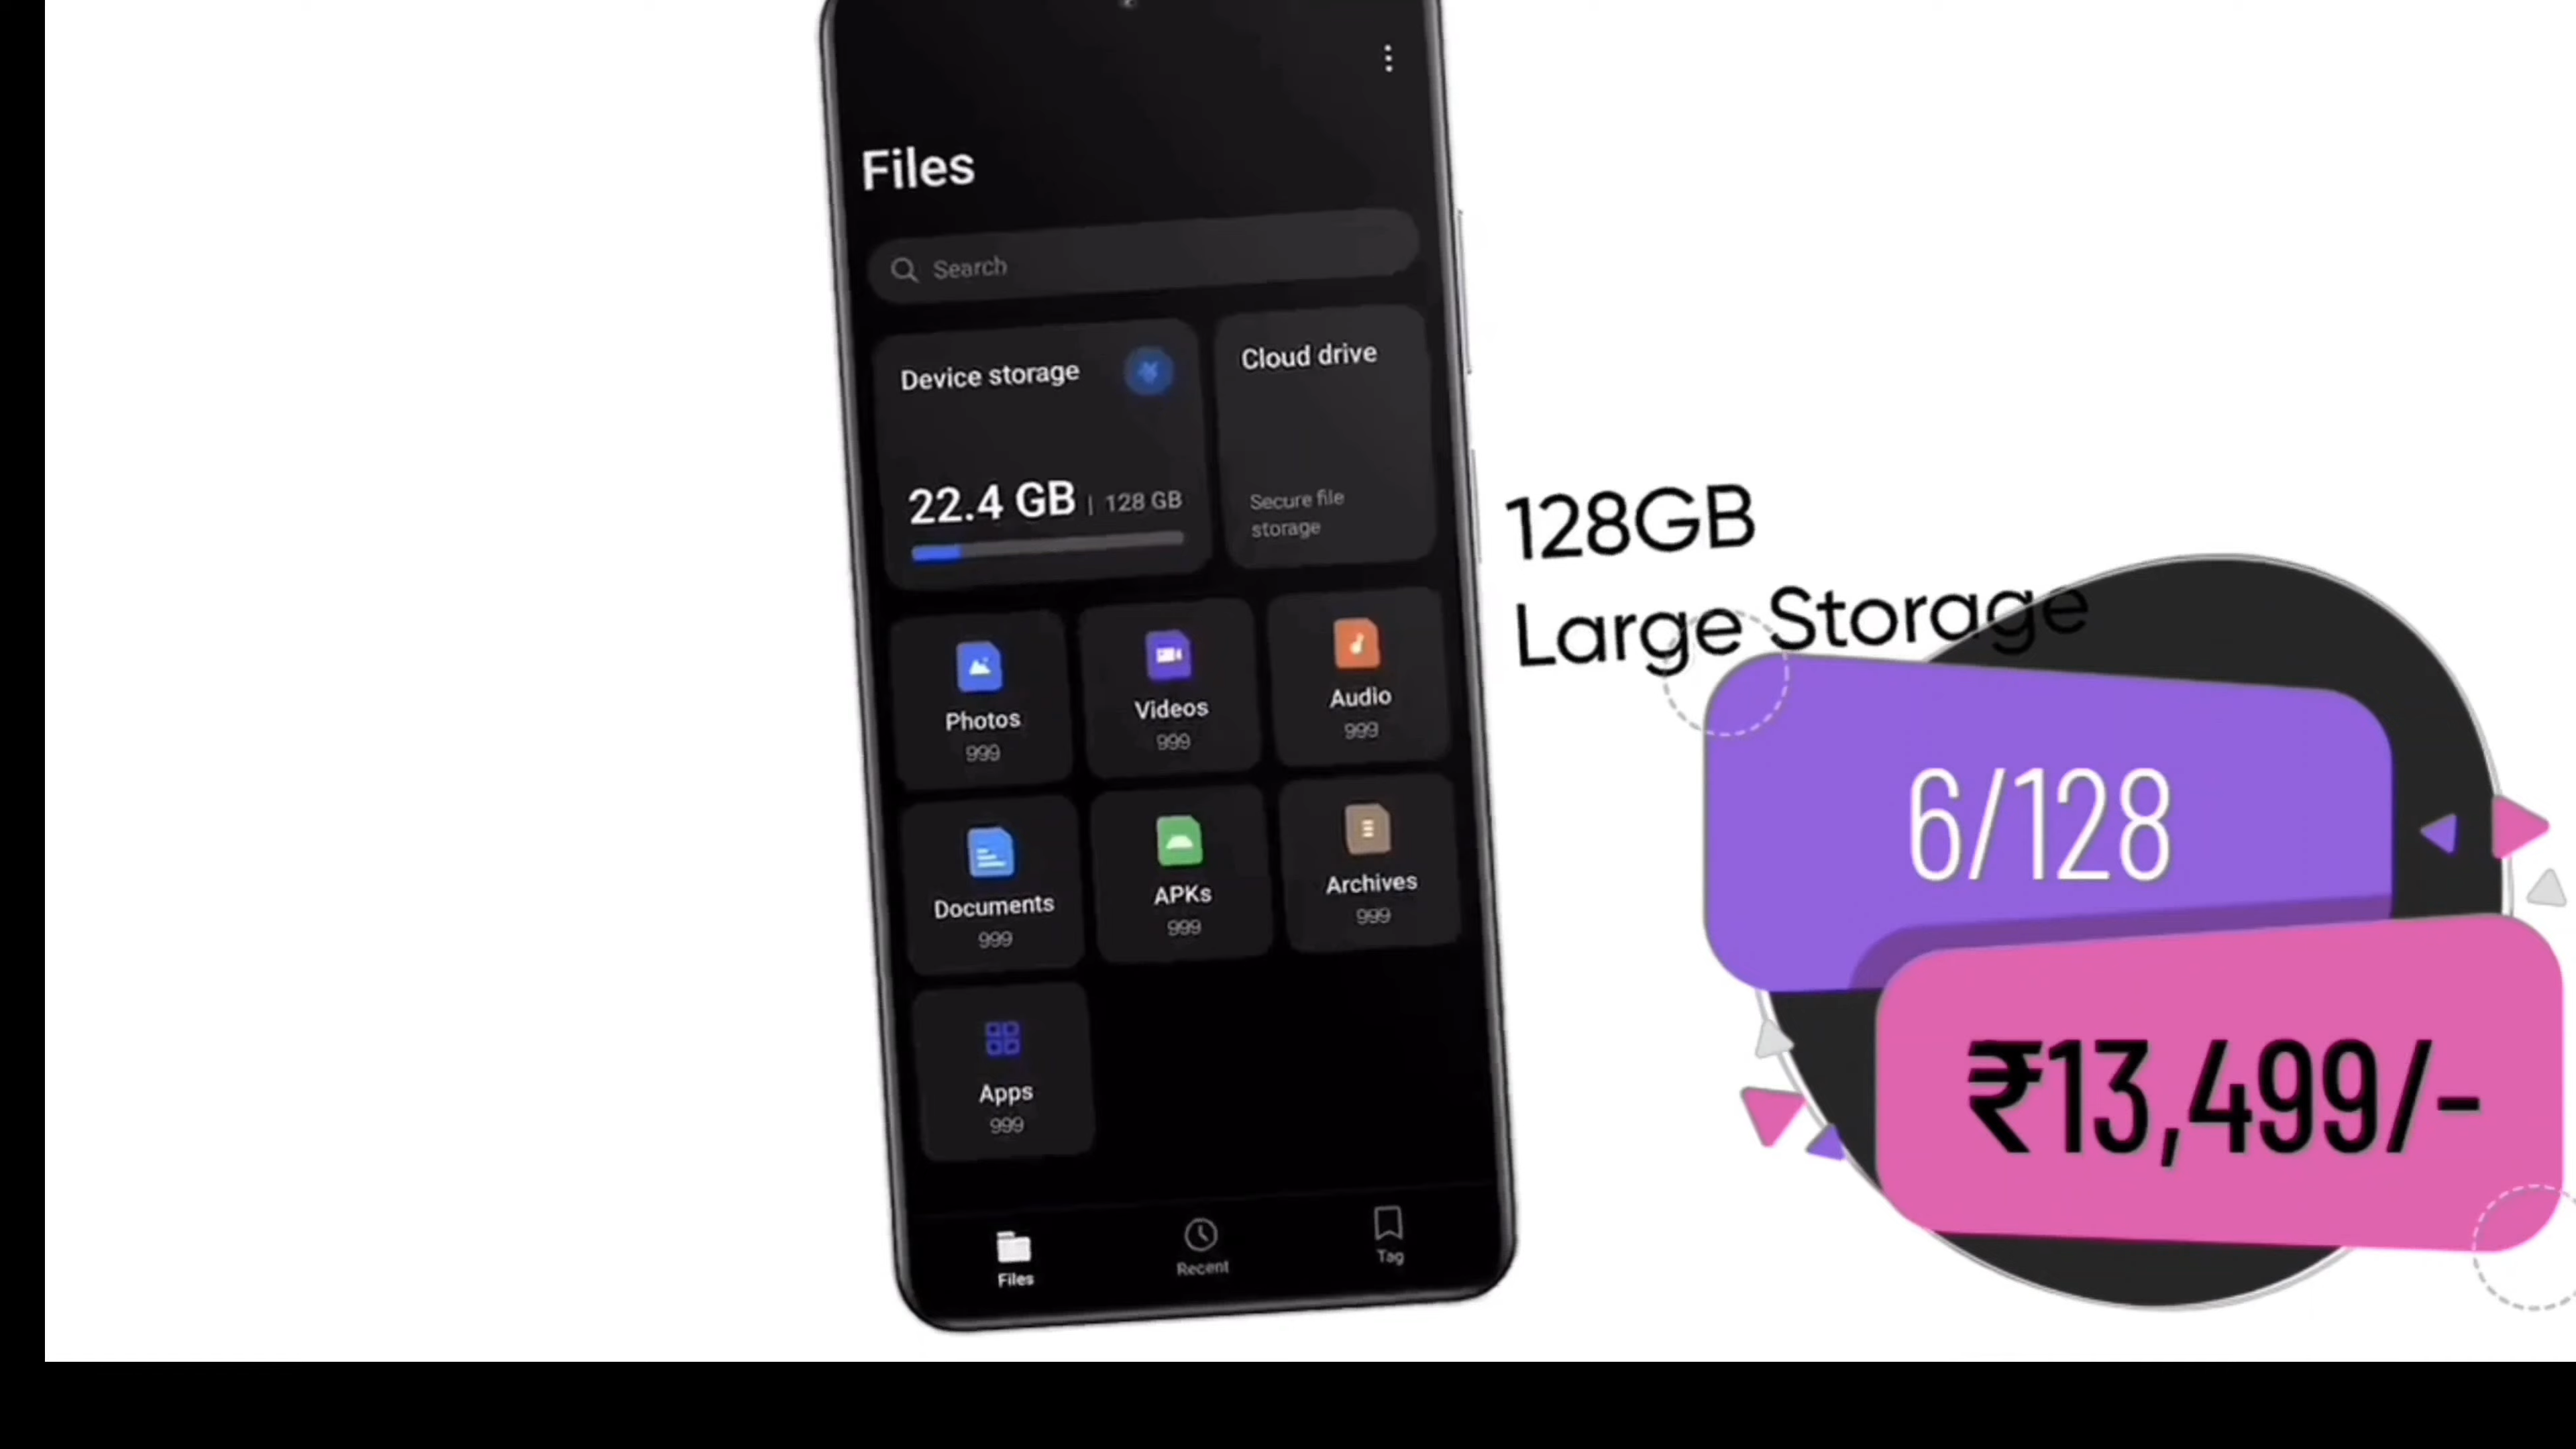 Files
Search
Device storage
Cloud drive
22.4 GB | 128 GB
Secure file
storage
Photos
999
Videos
999
Audio
999
Documents
999
APKs
999
Archives
999
Apps
999
Files
Recent
Tag
128GB
Large Storage
6/128
₹13,499/-